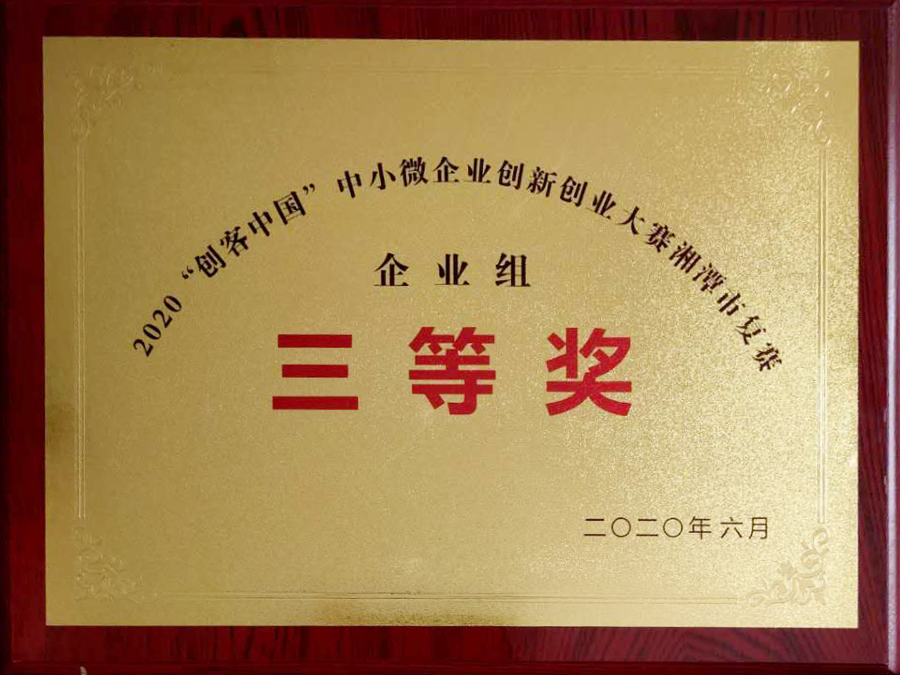 2020“创客中国”中小微企业创新创业大赛湘潭市复赛
企业组
三等奖
二〇二〇年六月